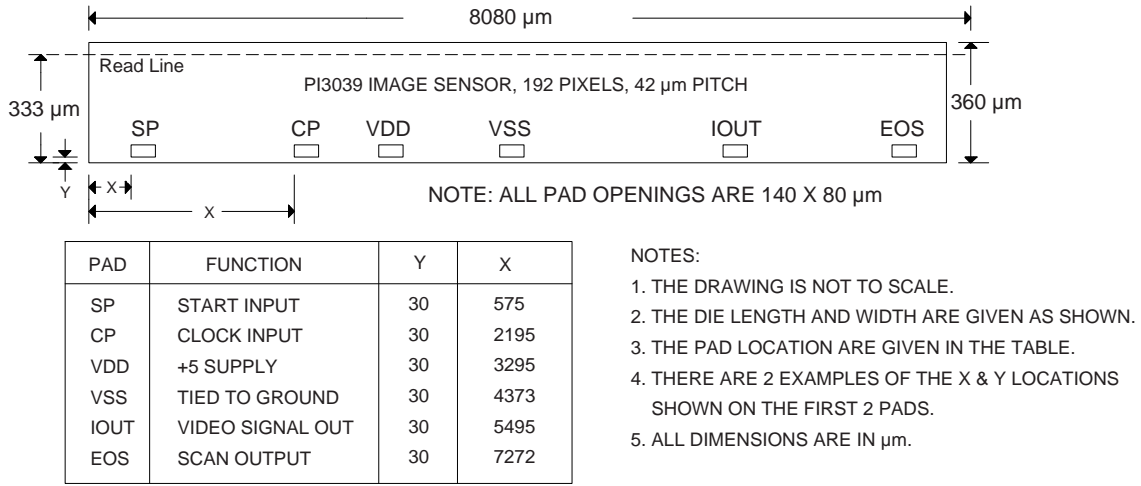 8080 µm
Read Line
PI3039 IMAGE SENSOR, 192 PIXELS, 42 µm PITCH
333 µm
360 µm
SP CP VDD VSS IOUT EOS
Y
X
X
NOTE: ALL PAD OPENINGS ARE 140 X 80 µm
PAD FUNCTION Y X
SP START INPUT 30 575
CP CLOCK INPUT 30 2195
VDD +5 SUPPLY 30 3295
VSS TIED TO GROUND 30 4373
IOUT VIDEO SIGNAL OUT 30 5495
EOS SCAN OUTPUT 30 7272
NOTES:
1. THE DRAWING IS NOT TO SCALE.
2. THE DIE LENGTH AND WIDTH ARE GIVEN AS SHOWN.
3. THE PAD LOCATION ARE GIVEN IN THE TABLE.
4. THERE ARE 2 EXAMPLES OF THE X & Y LOCATIONS
SHOWN ON THE FIRST 2 PADS.
5. ALL DIMENSIONS ARE IN µm.